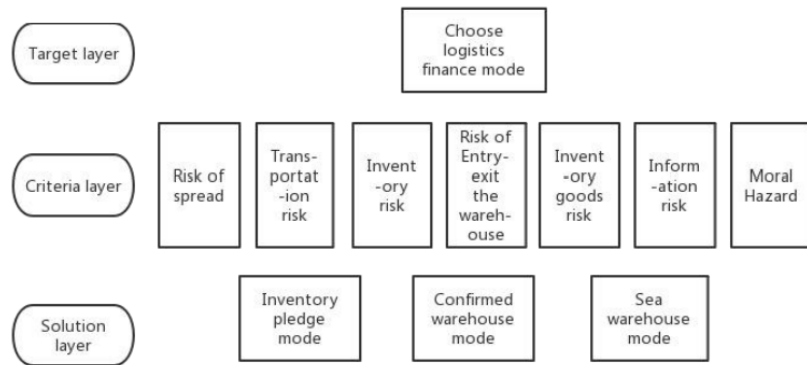 Target layer
Choose
logistics
finance mode
Criteria layer
Risk of
spread
Trans-
portat
-ion
risk
Invent
-ory
risk
Risk of
Entry-
exit
the
wareh-
ouse
Invent
-ory
goods
risk
Inform
-ation
risk
Moral
Hazard
Solution
layer
Inventory
pledge
mode
Confirmed
warehouse
mode
Sea
warehouse
mode